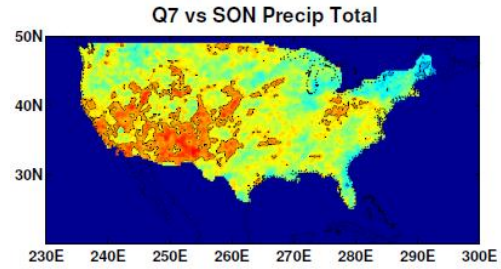 Q7 vs SON Precip Total
50N
40N
30N
230E 240E 250E 260E 270E 280E 290E 300E